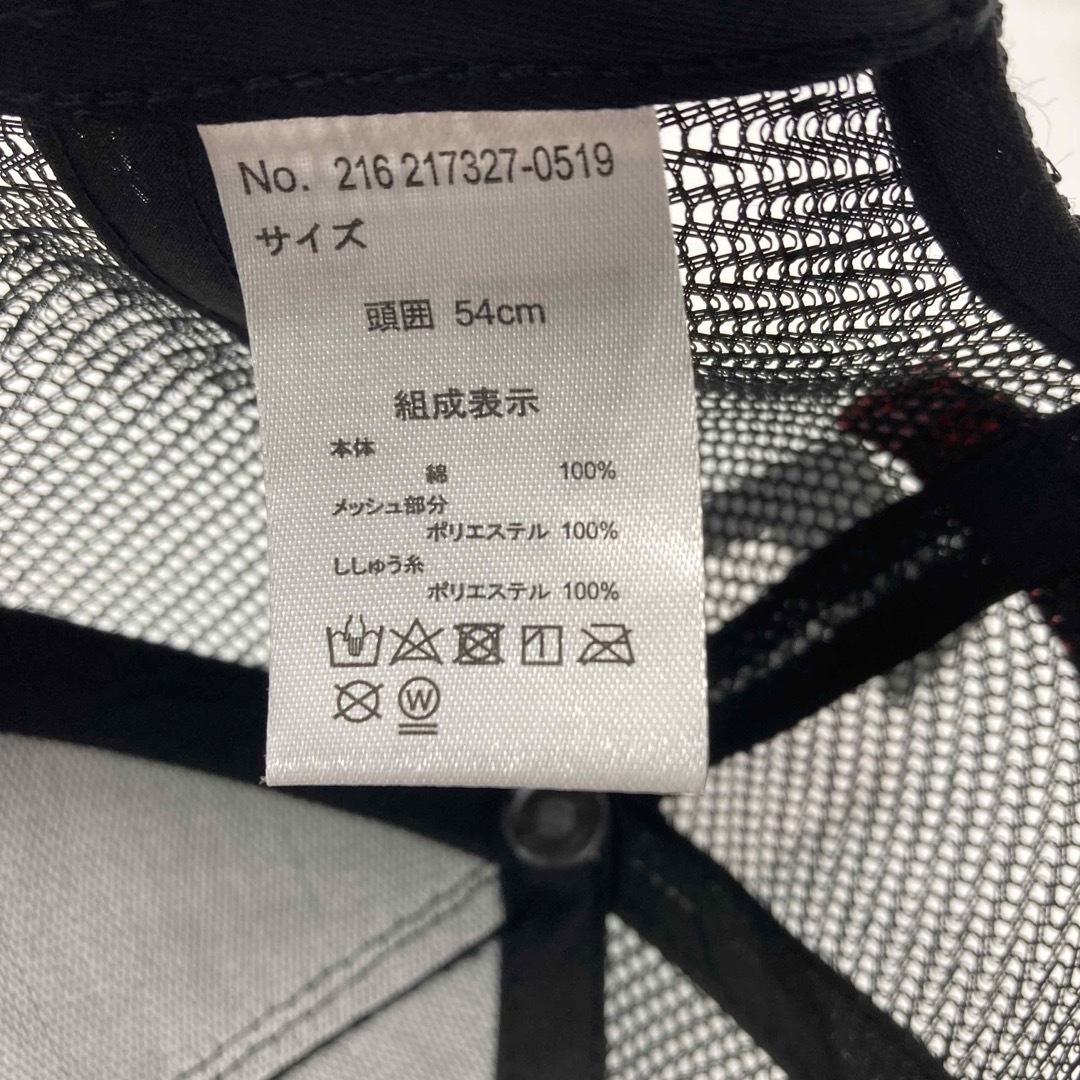 No. 216 217327-0519
サイズ
頭囲 54cm
組成表示
本体
綿 100%
メッシュ部分
ポリエステル 100%
ししゅう糸
ポリエステル 100%
1
W